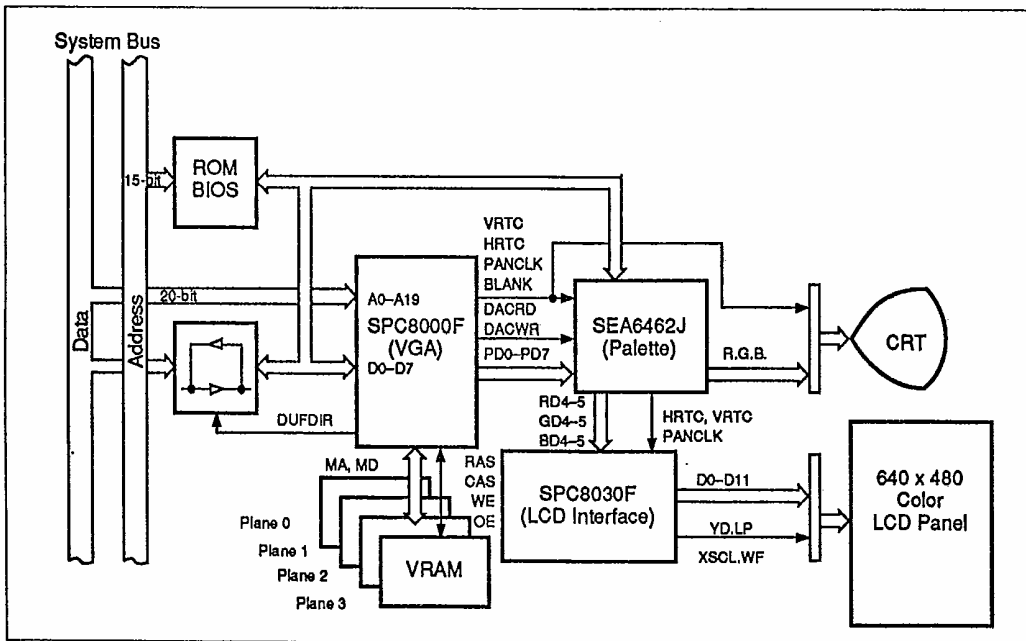 System Bus
Data
Address
15-bit
ROM
BIOS
20-bit
A0–A19
SPC8000F
(VGA)
D0–D7
DUFDIR
VRTC
HRTC
PANCLK
BLANK
DACRD
DACWR
PD0–PD7
SEA6462J
(Palette)
R.G.B.
CRT
RD4–5
GD4–5
BD4–5
HRTC, VRTC
PANCLK
MA, MD
RAS
CAS
WE
OE
Plane 0
Plane 1
Plane 2
Plane 3
VRAM
SPC8030F
(LCD Interface)
D0–D11
YD.LP
XSCL.WF
640 x 480
Color
LCD Panel